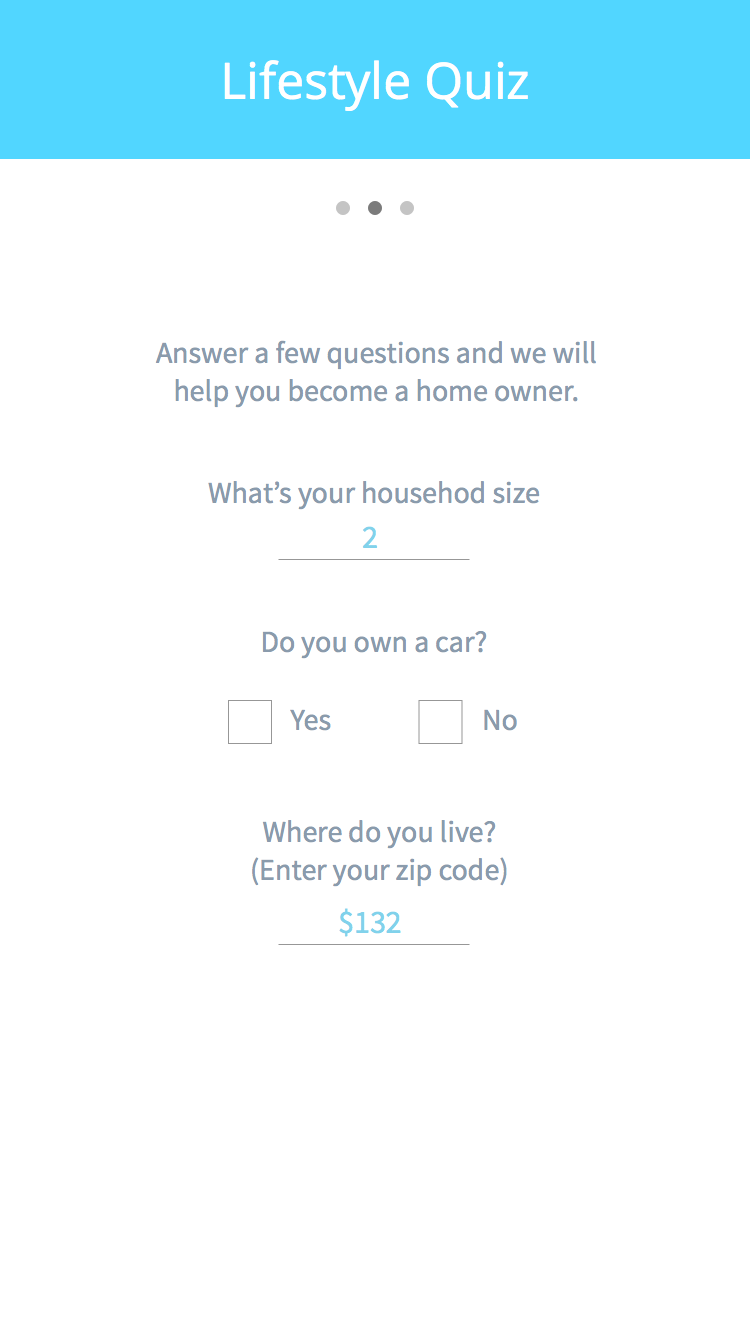 Lifestyle Quiz
Answer a few questions and we will
help you become a home owner.
What’s your househod size
2
Do you own a car?
Yes
No
Where do you live?
(Enter your zip code)
$132